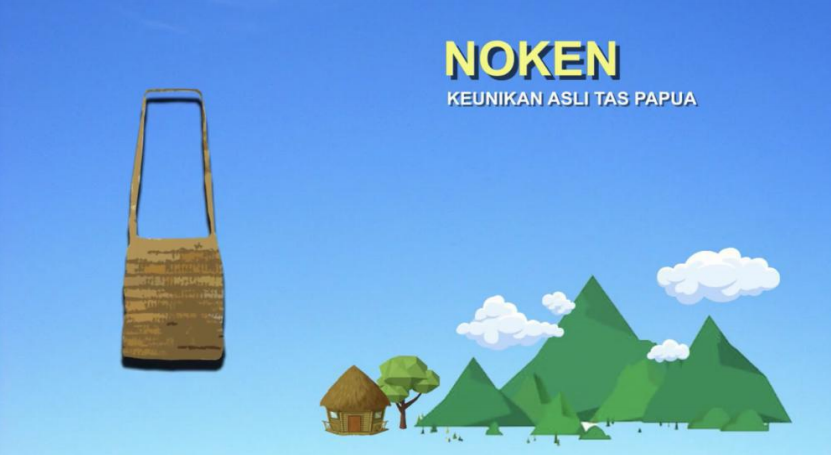 NOKEN
KEUNIKAN ASLI TAS PAPUA